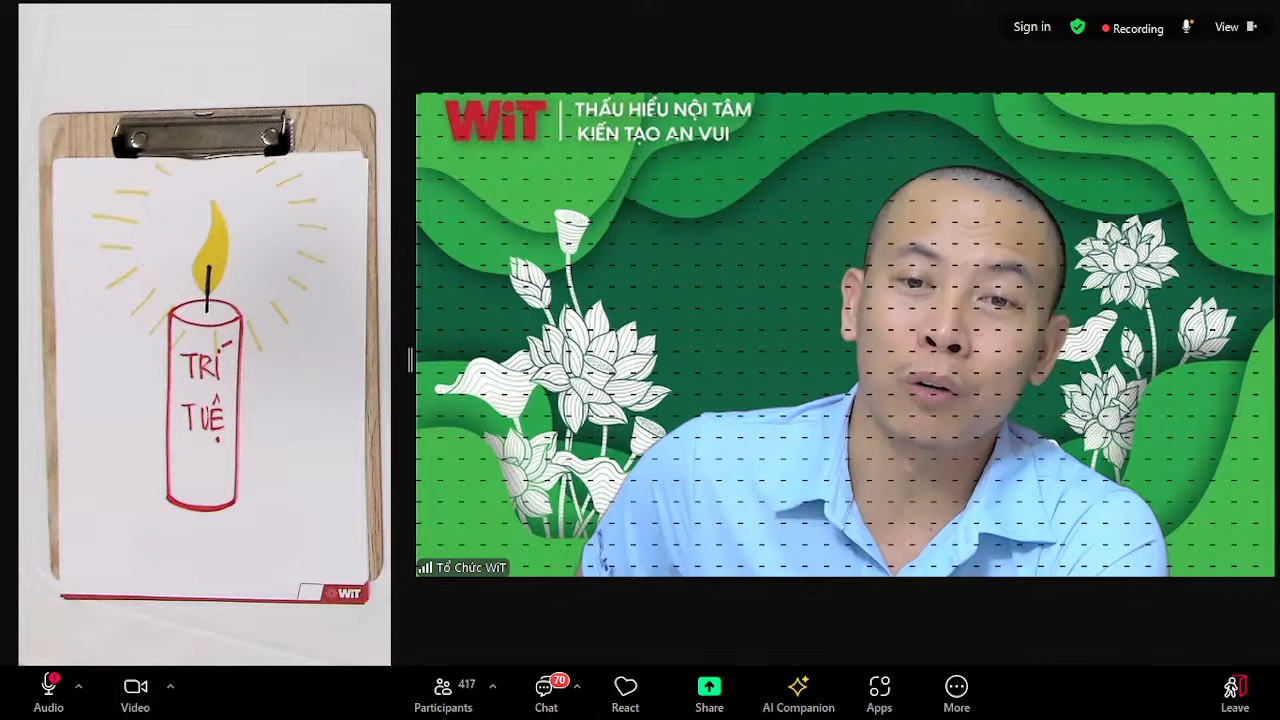 Sign in
Recording
View
WiT
THẤU HIỂU NỘI TÂM
KIẾN TẠO AN VUI
TRÍ
TUỆ
WiT
Tổ Chức WiT
Audio
Video
417
Participants
70
Chat
React
Share
AI Companion
Apps
More
Leave